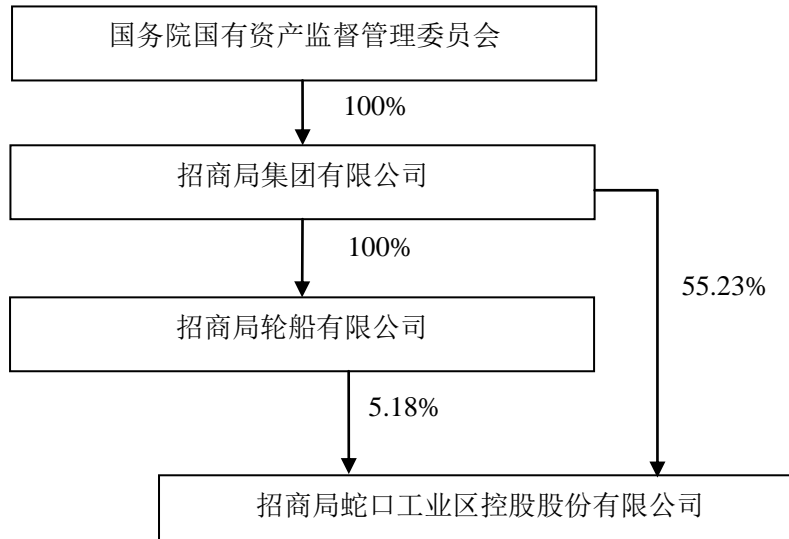 国务院国有资产监督管理委员会
100%
招商局集团有限公司
100%
55.23%
招商局轮船有限公司
5.18%
招商局蛇口工业区控股股份有限公司